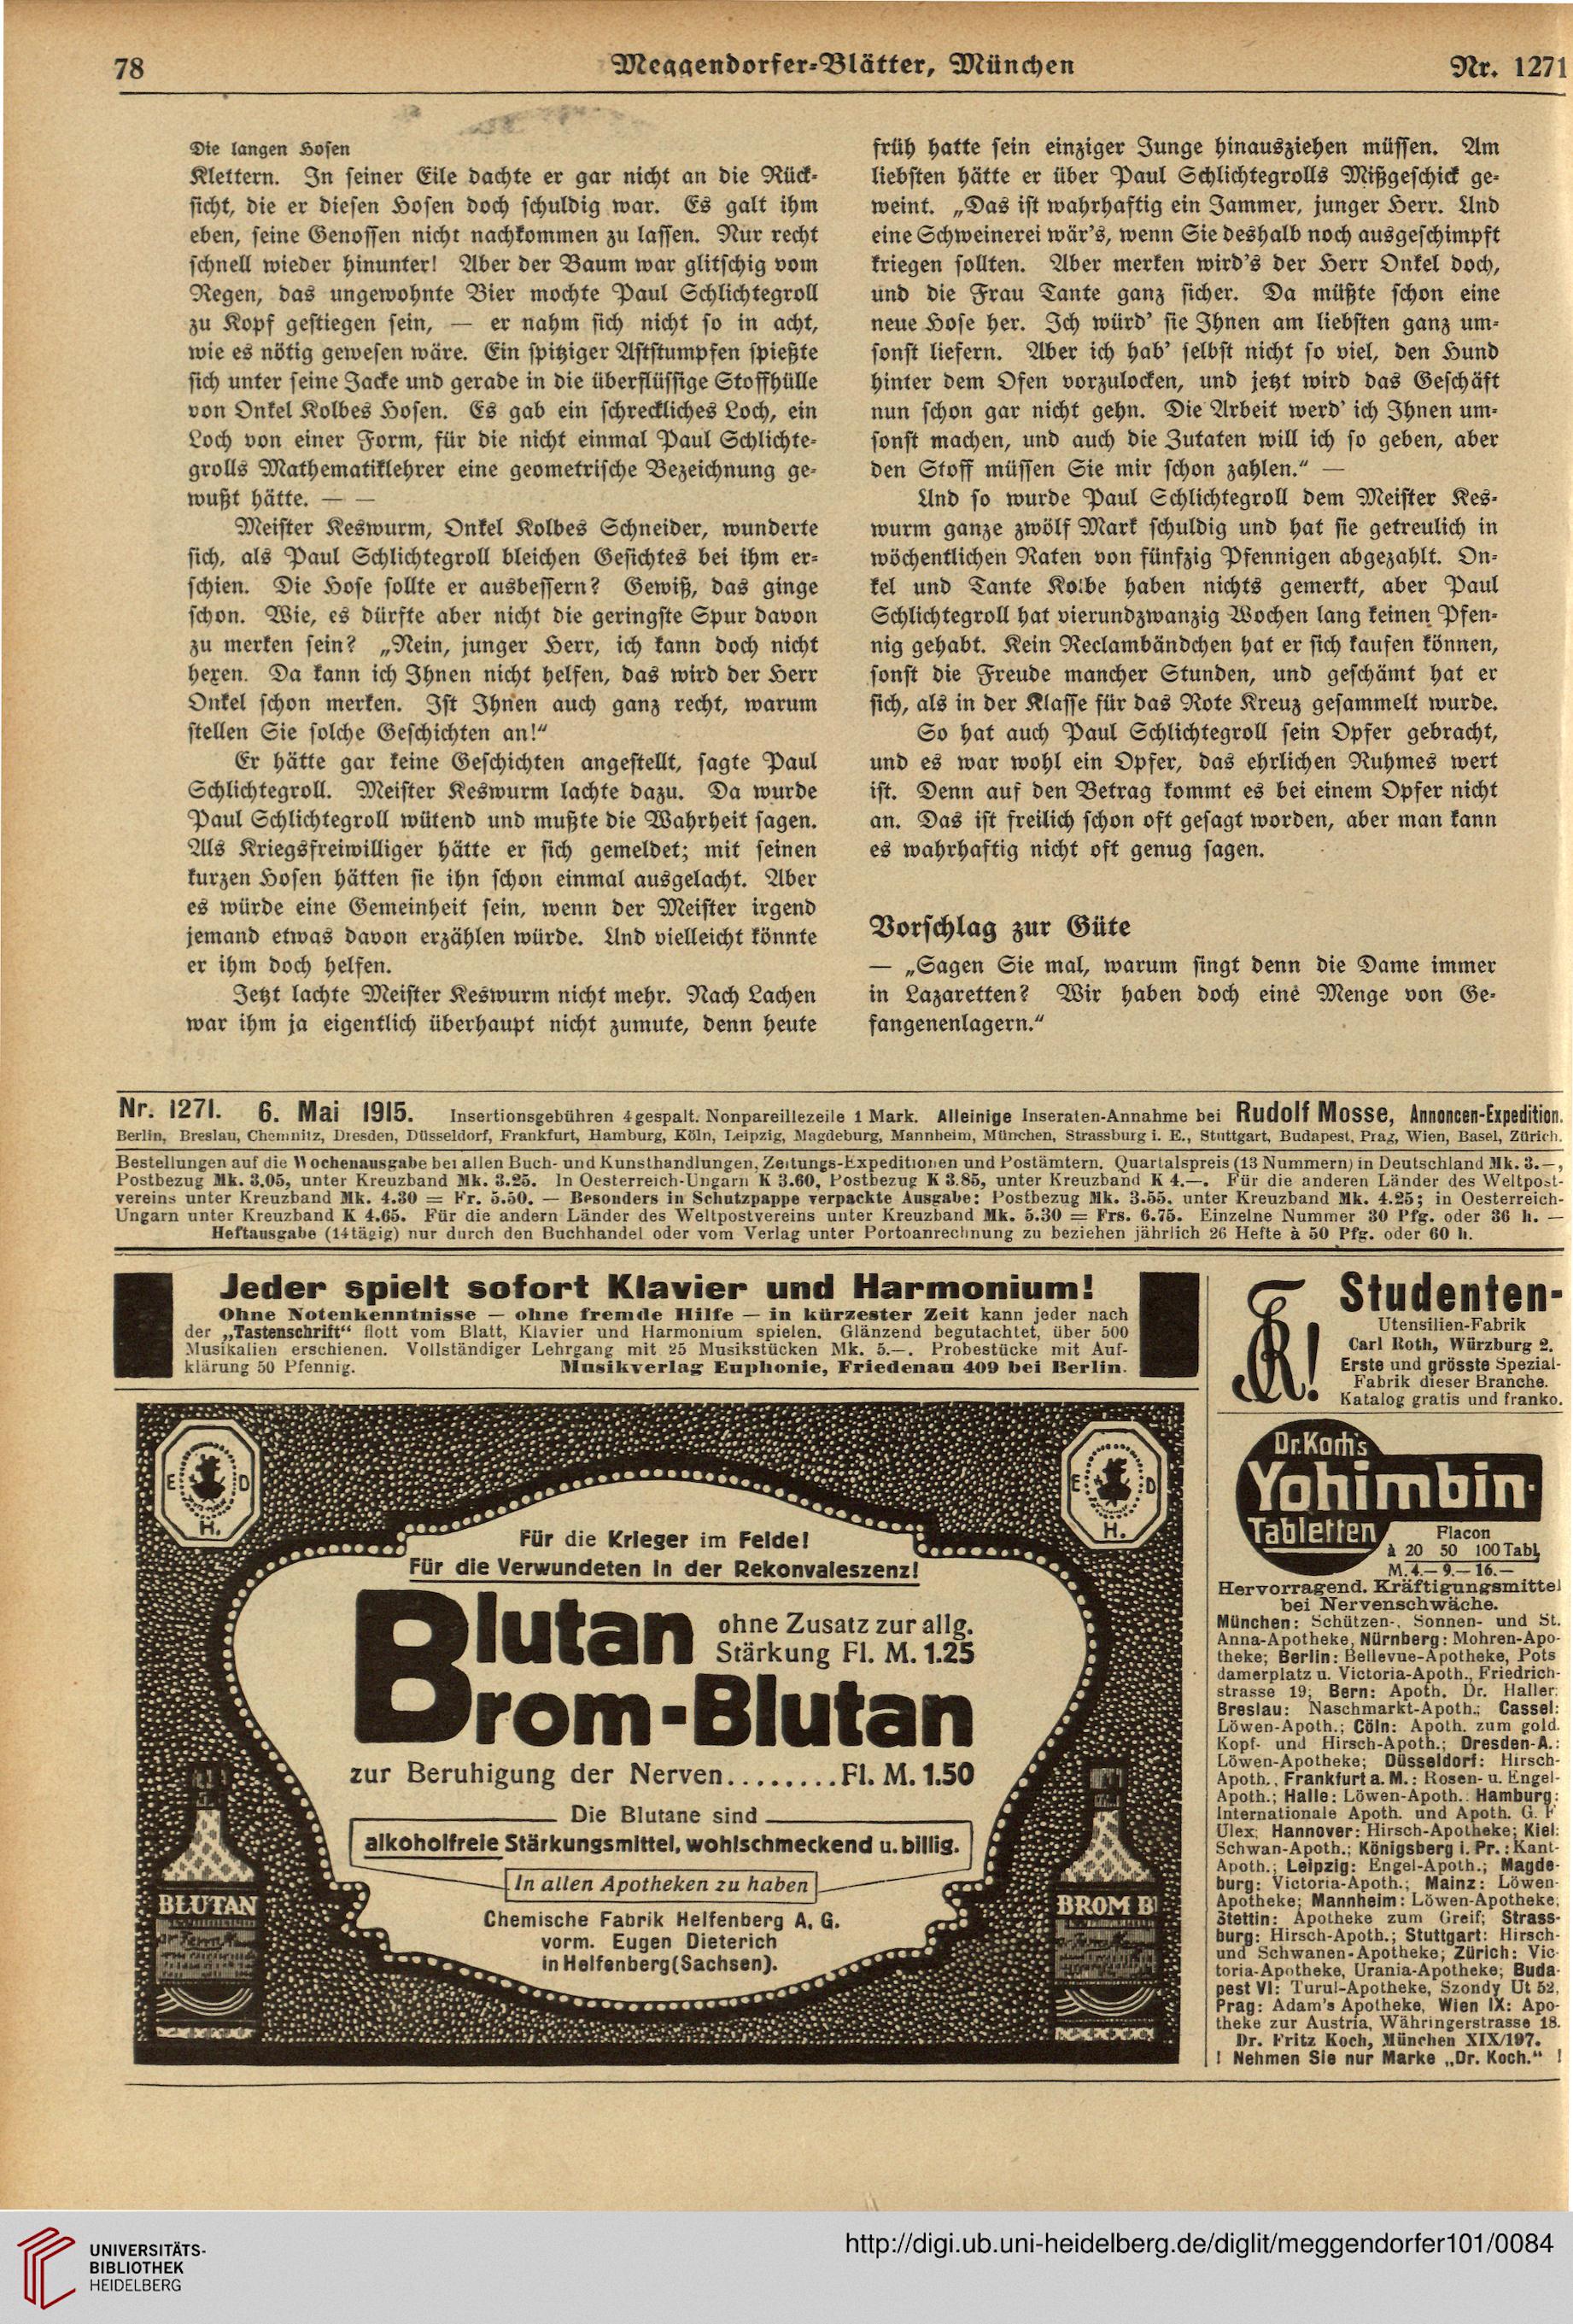 78
Meggendorfer-Blätter, München
Nr. 1271
Die langen Hosen
Klettern. In seiner Eile dachte er gar nicht an die Rück-
sicht, die er diesen Hosen doch schuldig war. Es galt ihm
eben, seine Genossen nicht nachkommen zu lassen. Nur recht
schnell wieder hinunter! Aber der Baum war glitschig vom
Regen, das ungewohnte Bier mochte Paul Schlichtegroll
zu Kopf gestiegen sein, — er nahm sich nicht so in acht,
wie es nötig gewesen wäre. Ein spitziger Aststumpfen spießte
sich unter seine Jacke und gerade in die überflüssige Stoffhülle
von Onkel Kolbes Hosen. Es gab ein schreckliches Loch, ein
Loch von einer Form, für die nicht einmal Paul Schlichte-
grolls Mathematiklehrer eine geometrische Bezeichnung ge-
wußt hätte. — —
Meister Keswurm, Onkel Kolbes Schneider, wunderte
sich, als Paul Schlichtegroll bleichen Gesichtes bei ihm er-
schien. Die Hose sollte er ausbessern? Gewiß, das ginge
schon. Wie, es dürfte aber nicht die geringste Spur davon
zu merken sein? „Nein, junger Herr, ich kann doch nicht
hexen. Da kann ich Ihnen nicht helfen, das wird der Herr
Onkel schon merken. Ist Ihnen auch ganz recht, warum
stellen Sie solche Geschichten an!“
Er hätte gar keine Geschichten angestellt, sagte Paul
Schlichtegroll. Meister Keswurm lachte dazu. Da wurde
Paul Schlichtegroll wütend und mußte die Wahrheit sagen.
Als Kriegsfreiwilliger hätte er sich gemeldet; mit seinen
kurzen Hosen hätten sie ihn schon einmal ausgelacht. Aber
es würde eine Gemeinheit sein, wenn der Meister irgend
jemand etwas davon erzählen würde. Und vielleicht könnte
er ihm doch helfen.
Jetzt lachte Meister Keswurm nicht mehr. Nach Lachen
war ihm ja eigentlich überhaupt nicht zumute, denn heute
früh hatte sein einziger Junge hinausziehen müssen. Am
liebsten hätte er über Paul Schlichtegrolls Mißgeschick ge-
weint. „Das ist wahrhaftig ein Jammer, junger Herr. Und
eine Schweinerei wär's, wenn Sie deshalb noch ausgeschimpft
kriegen sollten. Aber merken wird's der Herr Onkel doch,
und die Frau Tante ganz sicher. Da müßte schon eine
neue Hose her. Ich würd' sie Ihnen am liebsten ganz um-
sonst liefern. Aber ich hab' selbst nicht so viel, den Hund
hinter dem Ofen vorzulocken, und jetzt wird das Geschäft
nun schon gar nicht gehn. Die Arbeit werd' ich Ihnen um-
sonst machen, und auch die Zutaten will ich so geben, aber
den Stoff müssen Sie mir schon zahlen.“ —
Und so wurde Paul Schlichtegroll dem Meister Kes-
wurm ganze zwölf Mark schuldig und hat sie getreulich in
wöchentlichen Raten von fünfzig Pfennigen abgezahlt. On-
kel und Tante Kolbe haben nichts gemerkt, aber Paul
Schlichtegroll hat vierundzwanzig Wochen lang keinen Pfen-
nig gehabt. Kein Reclambändchen hat er sich kaufen können,
sonst die Freude mancher Stunden, und geschämt hat er
sich, als in der Klasse für das Rote Kreuz gesammelt wurde.
So hat auch Paul Schlichtegroll sein Opfer gebracht,
und es war wohl ein Opfer, das ehrlichen Ruhmes wert
ist. Denn auf den Betrag kommt es bei einem Opfer nicht
an. Das ist freilich schon oft gesagt worden, aber man kann
es wahrhaftig nicht oft genug sagen.
Vorschlag zur Güte
— „Sagen Sie mal, warum singt denn die Dame immer
in Lazaretten? Wir haben doch eine Menge von Ge-
fangenenlagern.“
Nr. 1271. 6. Mai 1915. Insertionsgebühren 4gespalt. Nonpareillezeile 1 Mark. Alleinige Inseraten-Annahme bei Rudolf Mosse, Annoncen-Expedition.
Berlin, Breslau, Chemnitz, Dresden, Düsseldorf, Frankfurt, Hamburg, Köln, Leipzig, Magdeburg, Mannheim, München, Strassburg i. E., Stuttgart, Budapest, Prag, Wien, Basel, Zürich.
Bestellungen auf die Wochenausgabe bei allen Buch- und Kunsthandlungen, Zeitungs-Expeditionen und Postämtern. Quartalspreis (13 Nummern) in Deutschland Mk. 3.—,
Postbezug Mk. 3.05, unter Kreuzband Mk. 3.25. In Oesterreich-Ungarn K 3.60, Postbezug K 3.85, unter Kreuzband K 4.—. Für die anderen Länder des Weltpost-
vereins unter Kreuzband Mk. 4.30 = Fr. 5.50. — Besonders in Schutzpappe verpackte Ausgabe: Postbezug Mk. 3.55, unter Kreuzband Mk. 4.25; in Oesterreich-
Ungarn unter Kreuzband K 4.65. Für die andern Länder des Weltpostvereins unter Kreuzband Mk. 5.30 = Frs. 6.75. Einzelne Nummer 30 Pfg. oder 36 h. —
Heftausgabe (14tägig) nur durch den Buchhandel oder vom Verlag unter Portoanrechnung zu beziehen jährlich 26 Hefte à 50 Pfg. oder 60 h.
Jeder spielt sofort Klavier und Harmonium!
Ohne Notenkenntnisse — ohne fremde Hilfe — in kürzester Zeit kann jeder nach
der „Tastenschrift“ flott vom Blatt, Klavier und Harmonium spielen. Glänzend begutachtet, über 500
Musikalien erschienen. Vollständiger Lehrgang mit 25 Musikstücken Mk. 5.—. Probestücke mit Auf-
klärung 50 Pfennig. Musikverlag Euphonie, Friedenau 409 bei Berlin.
Studenten-
Utensilien-Fabrik
Carl Roth, Würzburg 2.
Erste und grösste Spezial-
Fabrik dieser Branche.
Katalog gratis und franko.
E D
H.
E D
H.
Für die Krieger im Felde!
Für die Verwundeten in der Rekonvaleszenz!
Blutan ohne Zusatz zur allg.
Stärkung Fl. M. 1.25
Brom-Blutan
zur Beruhigung der Nerven........Fl. M. 1.50
Die Blutane sind
alkoholfreie Stärkungsmittel, wohlschmeckend u. billig.
In allen Apotheken zu haben
Chemische Fabrik Helfenberg A. G.
vorm. Eugen Dieterich
in Helfenberg (Sachsen).
BLUTAN
BROM B
Dr. Koch's
Yohimbin-
Tabletten
Flacon
à 20 50 100 Tabl.
M. 4.— 9.— 16.—
Hervorragend. Kräftigungsmittel
bei Nervenschwäche.
München: Schützen-, Sonnen- und St.
Anna-Apotheke, Nürnberg: Mohren-Apo-
theke; Berlin: Bellevue-Apotheke, Pots
damerplatz u. Victoria-Apoth., Friedrich-
strasse 19; Bern: Apoth. Dr. Haller;
Breslau: Naschmarkt-Apoth.; Cassel:
Löwen-Apoth.; Cöln: Apoth. zum gold.
Kopf- und Hirsch-Apoth.; Dresden-A.:
Löwen-Apotheke; Düsseldorf: Hirsch-
Apoth., Frankfurt a. M.: Rosen- u. Engel-
Apoth.; Halle: Löwen-Apoth.. Hamburg:
Internationale Apoth. und Apoth. G. F
Ulex; Hannover: Hirsch-Apotheke; Kiel:
Schwan-Apoth.; Königsberg i. Pr.: Kant-
Apoth.; Leipzig: Engel-Apoth.; Magde-
burg: Victoria-Apoth.; Mainz: Löwen-
Apotheke; Mannheim: Löwen-Apotheke;
Stettin: Apotheke zum Greif; Strass-
burg: Hirsch-Apoth.; Stuttgart: Hirsch-
und Schwanen-Apotheke; Zürich: Vic-
toria-Apotheke, Urania-Apotheke; Buda-
pest VI: Turul-Apotheke, Szondy Ut 52,
Prag: Adam's Apotheke, Wien IX: Apo-
theke zur Austria, Währingerstrasse 18.
Dr. Fritz Koch, München XIX/197.
! Nehmen Sie nur Marke „Dr. Koch.“ !
UNIVERSITÄTS-
BIBLIOTHEK
HEIDELBERG
http://digi.ub.uni-heidelberg.de/diglit/meggendorfer101/0084